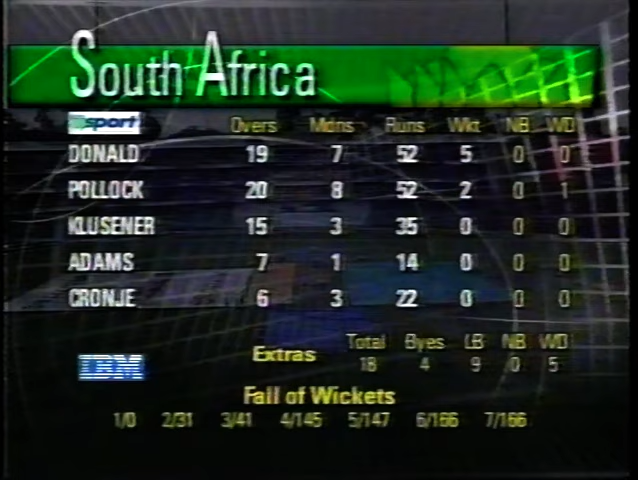 South Africa
sport Overs Mdns Runs Wkt NB WD
DONALD 19 7 52 5 0 0
POLLOCK 20 8 52 2 0 1
KLUSENER 15 3 35 0 0 0
ADAMS 7 1 14 0 0 0
CRONJE 6 3 22 0 0 0
Total Byes LB NB WD
Extras 18 4 9 0 5
IBM
Fall of Wickets
1/0 2/31 3/41 4/145 5/147 6/166 7/166